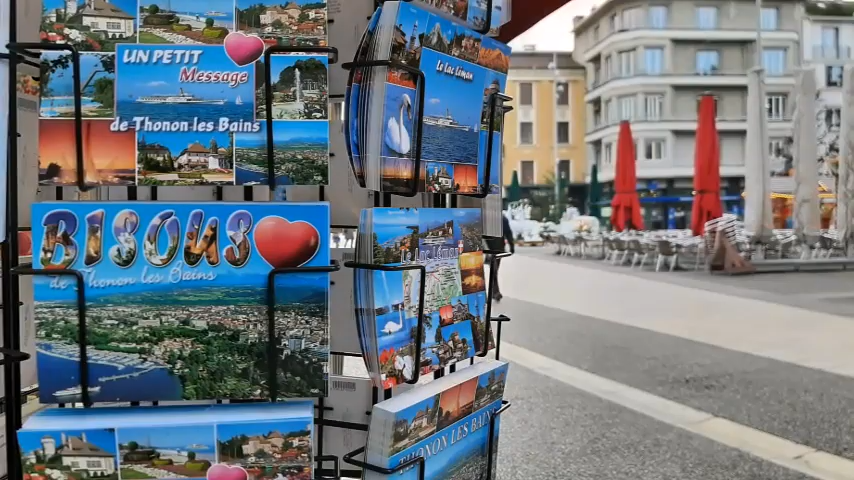 UN PETIT
Message
de Thonon les Bains
Le Lac Léman
BISOUS
de Thonon les Bains
Le Lac Léman
THONON LES BAINS